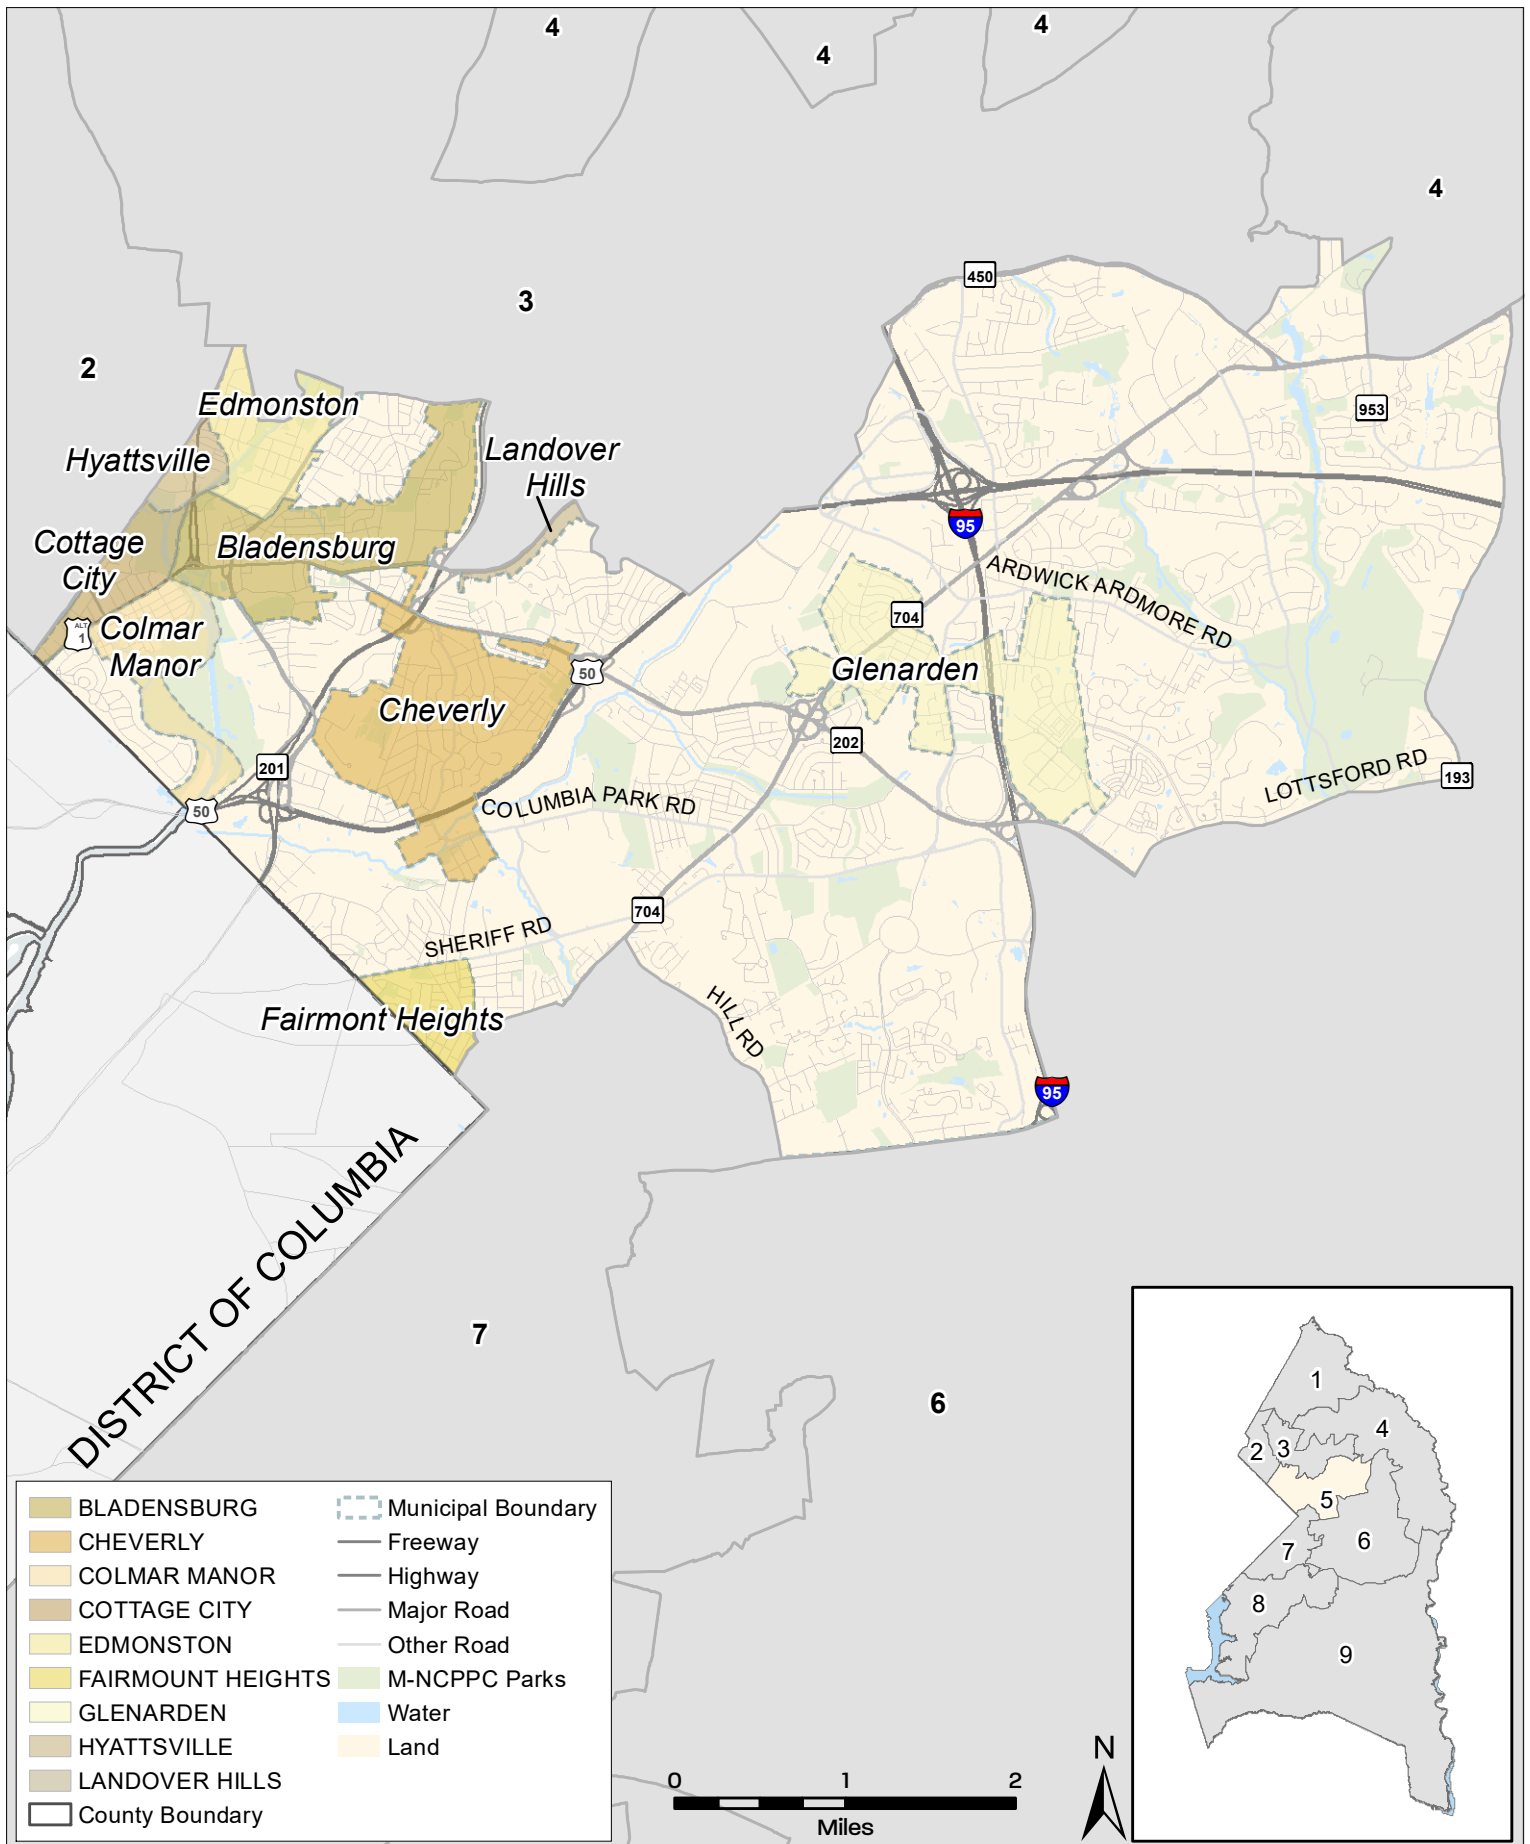 4
4
4
4
450
3
2
953
Edmonston
Hyattsville
Landover
Hills
95
Cottage
City
Bladensburg
ARDWICK ARDMORE RD
704
ALT
1
Colmar
Manor
Glenarden
50
Cheverly
202
201
193
LOTTSFORD RD
50
COLUMBIA PARK RD
704
SHERIFF RD
HILL RD
Fairmont Heights
95
DISTRICT OF COLUMBIA
7
6
1
4
2
3
5
6
7
8
9
BLADENSBURG
CHEVERLY
COLMAR MANOR
COTTAGE CITY
EDMONSTON
FAIRMOUNT HEIGHTS
GLENARDEN
HYATTSVILLE
LANDOVER HILLS
County Boundary
Municipal Boundary
Freeway
Highway
Major Road
Other Road
M-NCPPC Parks
Water
Land
0 1 2
Miles
N